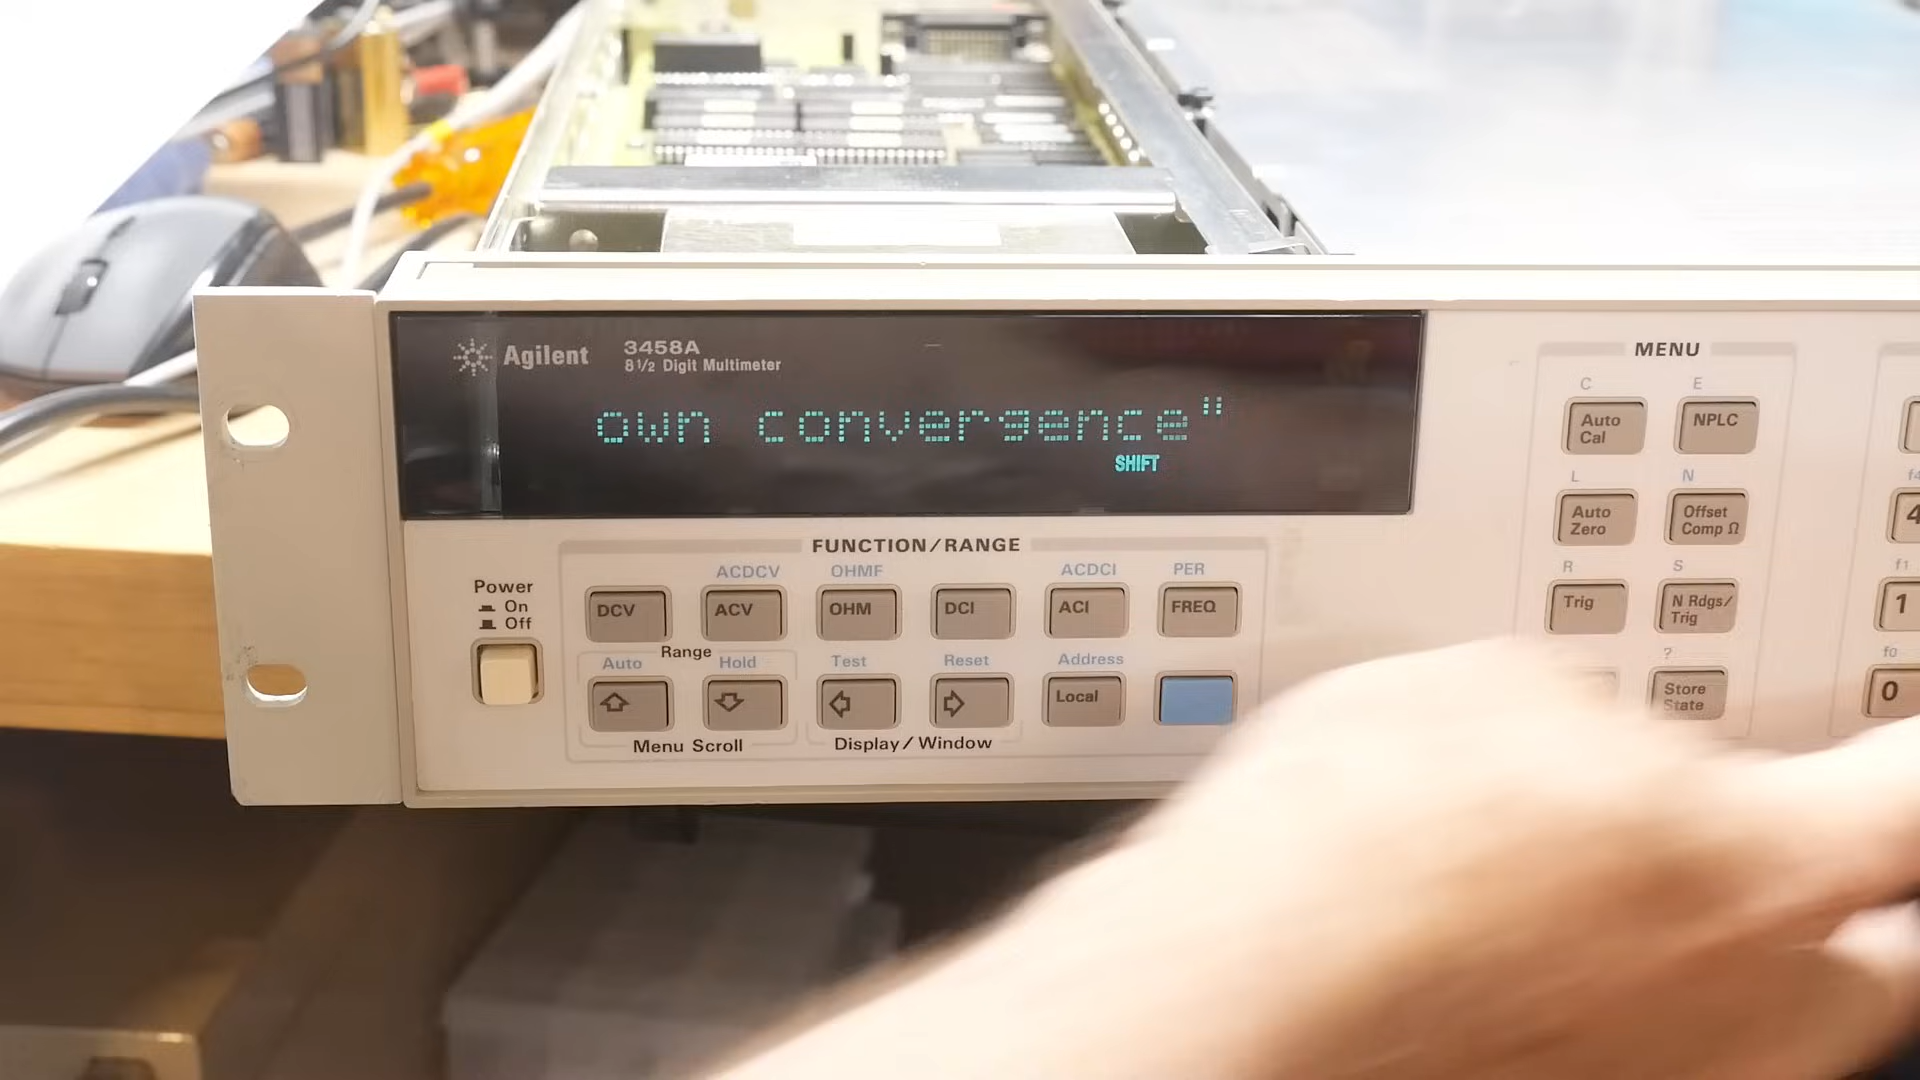 Agilent
3458A
8½ Digit Multimeter
own convergence"
SHIFT
MENU
C
E
Auto Cal
NPLC
L
N
Auto Zero
Offset Comp Ω
f4
4
R
S
Trig
N Rdgs/ Trig
f1
1
?
Store State
f0
0
FUNCTION/RANGE
Power
On
Off
ACDCV
OHMF
ACDCI
PER
DCV
ACV
OHM
DCI
ACI
FREQ
Range
Auto
Hold
Test
Reset
Address
Local
Menu Scroll
Display/Window